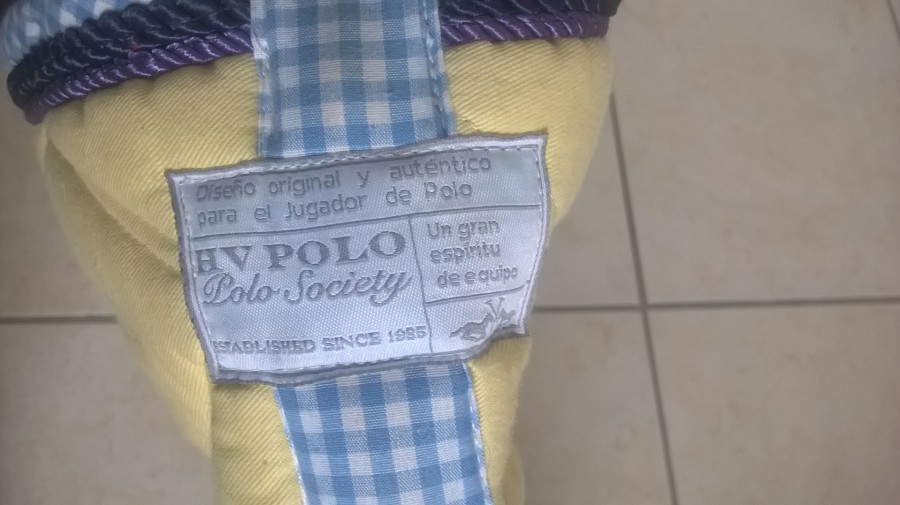 Diseño original y auténtico
para el Jugador de Polo
HV POLO
Polo Society
ESTABLISHED SINCE 1985
Un gran
espíritu
de equipo